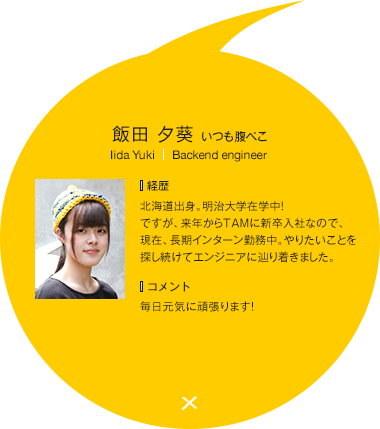 飯田 夕葵 いつも腹ぺこ
Iida Yuki | Backend engineer
経歴
北海道出身。明治大学在学中!
ですが、来年からTAMに新卒入社なので、
現在、長期インターン勤務中。やりたいことを
探し続けてエンジニアに辿り着きました。
コメント
毎日元気に頑張ります!